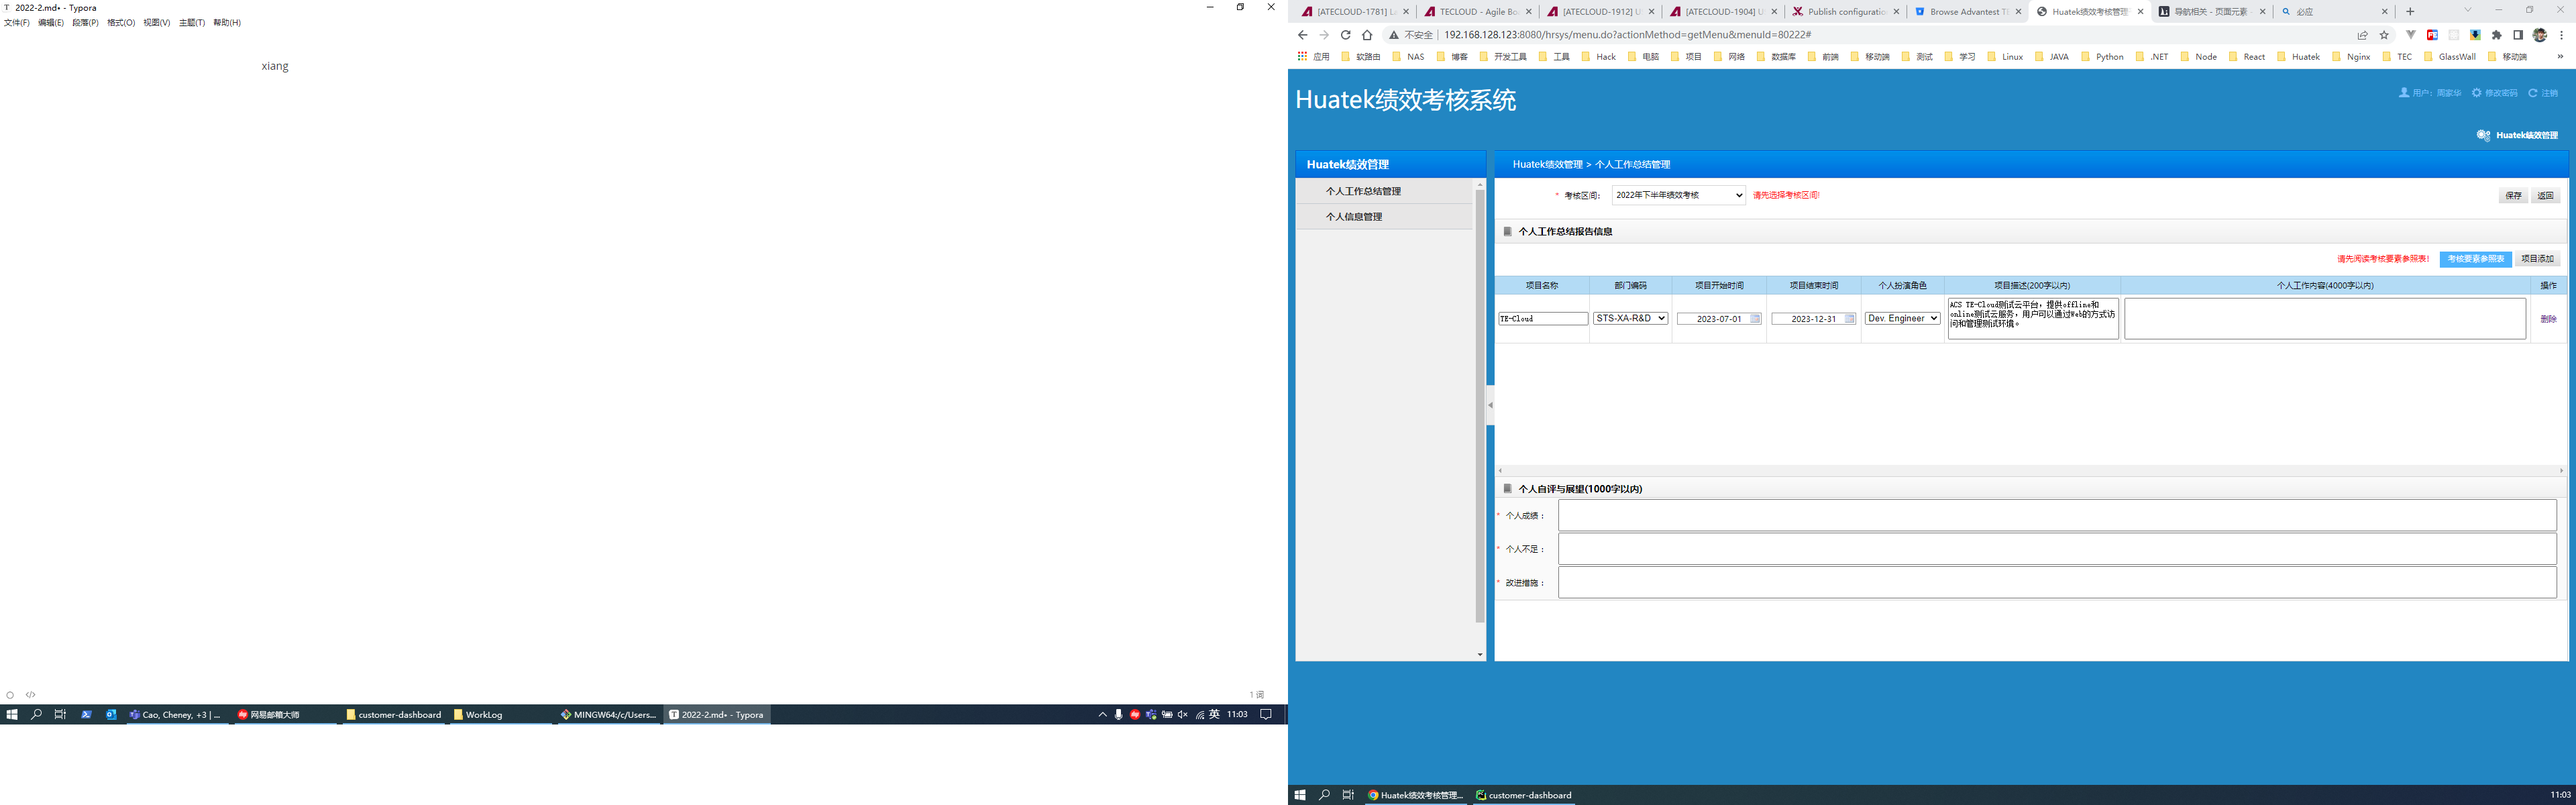 2022-2.md• - Typora
文件(F) 编辑(E) 段落(P) 格式(O) 视图(V) 主题(T) 帮助(H)
xiang
1 词
Cao, Cheney, +3 | ...
网易邮箱大师
customer-dashboard
WorkLog
MINGW64:/c/Users...
2022-2.md• - Typora
英
11:03
[ATECLOUD-1781] L
TECLOUD - Agile Bo
[ATECLOUD-1912] U
[ATECLOUD-1904] U
Publish configuratio
Browse Advantest T
Huatek绩效考核管理
导航相关 - 页面元素
必应
不安全 192.168.128.123:8080/hrsys/menu.do?actionMethod=getMenu&menuId=80222#
应用 软路由 NAS 博客 开发工具 工具 Hack 电脑 项目 网络 数据库 前端 移动端 测试 学习 Linux JAVA Python .NET Node React Huatek Nginx TEC GlassWall 移动端 »
Huatek绩效考核系统
用户：周家华 修改密码 注销
Huatek绩效管理
Huatek绩效管理
个人工作总结管理
个人信息管理
Huatek绩效管理 > 个人工作总结管理
* 考核区间： 2022年下半年绩效考核 请先选择考核区间! 保存 返回
个人工作总结报告信息
请先阅读考核要素参照表! 考核要素参照表 项目添加
项目名称 部门编码 项目开始时间 项目结束时间 个人扮演角色 项目描述(200字以内) 个人工作内容(4000字以内) 操作
TE-Cloud STS-XA-R&D 2023-07-01 2023-12-31 Dev. Engineer
ACS TE-Cloud测试云平台，提供offline和
online测试云服务，用户可以通过Web的方式访
问和管理测试环境。
删除
个人自评与展望(1000字以内)
* 个人成绩：
* 个人不足：
* 改进措施：
Huatek绩效考核管理...
customer-dashboard
11:03